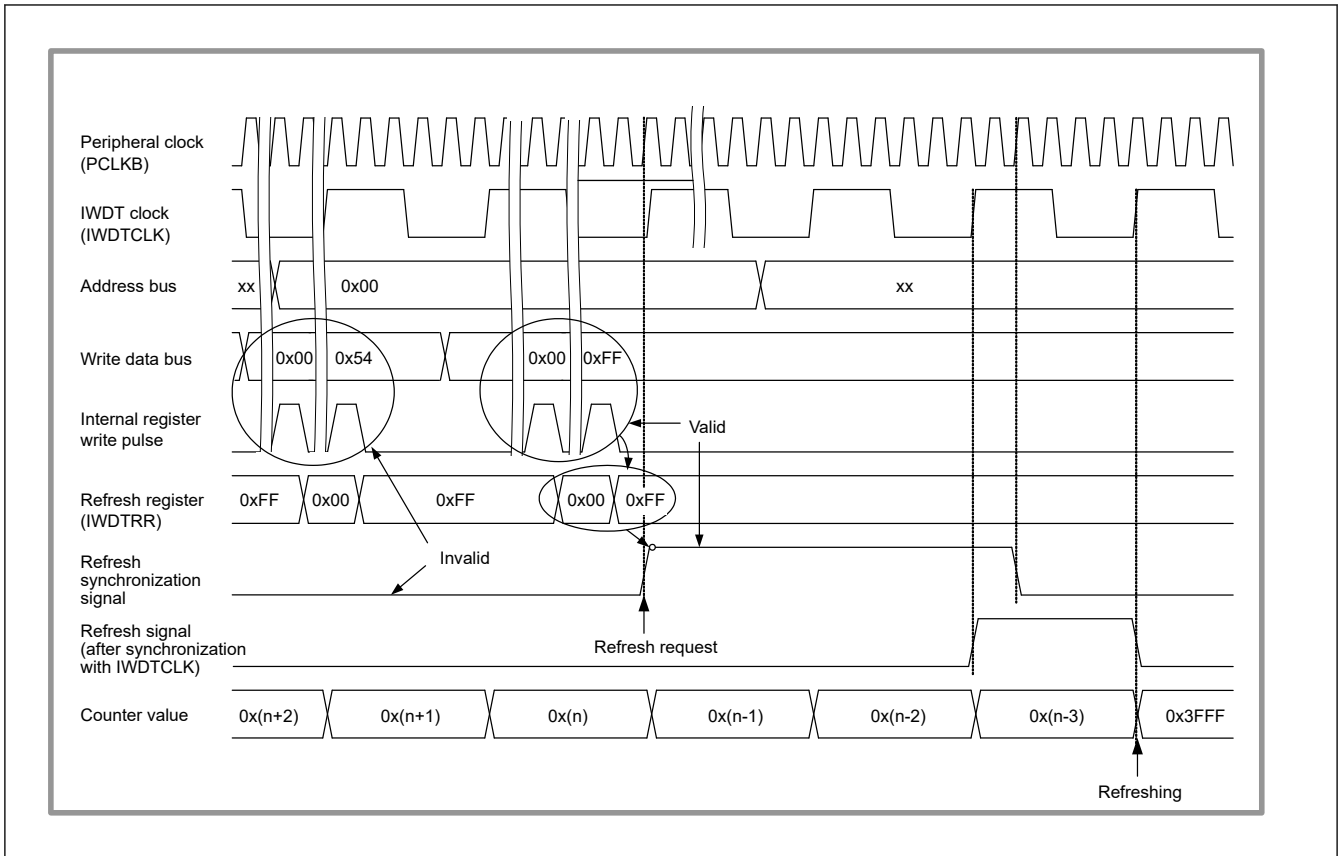 Peripheral clock
(PCLKB)
IWDT clock
(IWDTCLK)
Address bus
xx
0x00
xx
Write data bus
0x00
0x54
0x00
0xFF
Internal register
write pulse
Valid
Refresh register
(IWDTRR)
0xFF
0x00
0xFF
0x00
0xFF
Refresh
synchronization
signal
Invalid
Refresh request
Refresh signal
(after synchronization
with IWDTCLK)
Counter value
0x(n+2)
0x(n+1)
0x(n)
0x(n-1)
0x(n-2)
0x(n-3)
0x3FFF
Refreshing